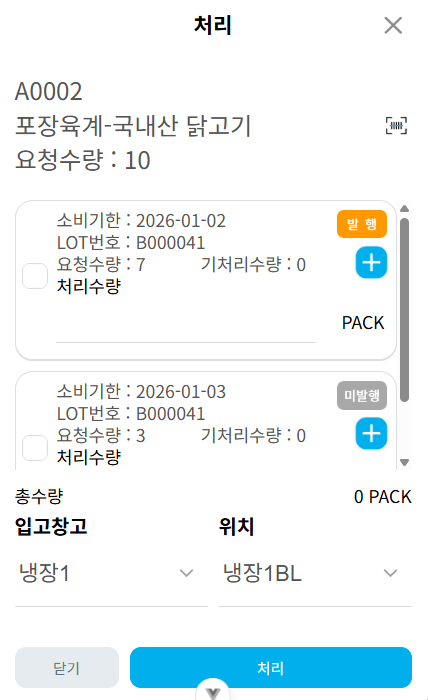 처리
A0002
포장육계-국내산 닭고기
요청수량 : 10
소비기한 : 2026-01-02
발 행
LOT번호 : B000041
요청수량 : 7 기처리수량 : 0
처리수량
PACK
소비기한 : 2026-01-03
미발행
LOT번호 : B000041
요청수량 : 3 기처리수량 : 0
처리수량
총수량 0 PACK
입고창고 위치
냉장1 냉장1BL
닫기 처리